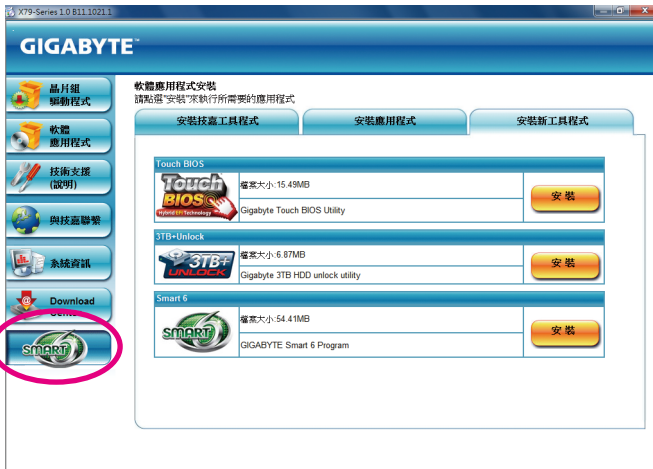 X79-Series 1.0 B11.1021.1
GIGABYTE™
晶片組
驅動程式
軟體
應用程式
技術支援
(說明)
與技嘉聯繫
系統資訊
Download
Center
SMART 6
軟體應用程式安裝
請點選"安裝"來執行所需要的應用程式
安裝技嘉工具程式
安裝應用程式
安裝新工具程式
Touch BIOS
Touch
BIOS
Hybrid EFI Technology
檔案大小:15.49MB
Gigabyte Touch BIOS Utility
安裝
3TB+Unlock
3TB+
UNLOCK
檔案大小:6.87MB
Gigabyte 3TB HDD unlock utility
安裝
Smart 6
SMART 6
檔案大小:54.41MB
GIGABYTE Smart 6 Program
安裝